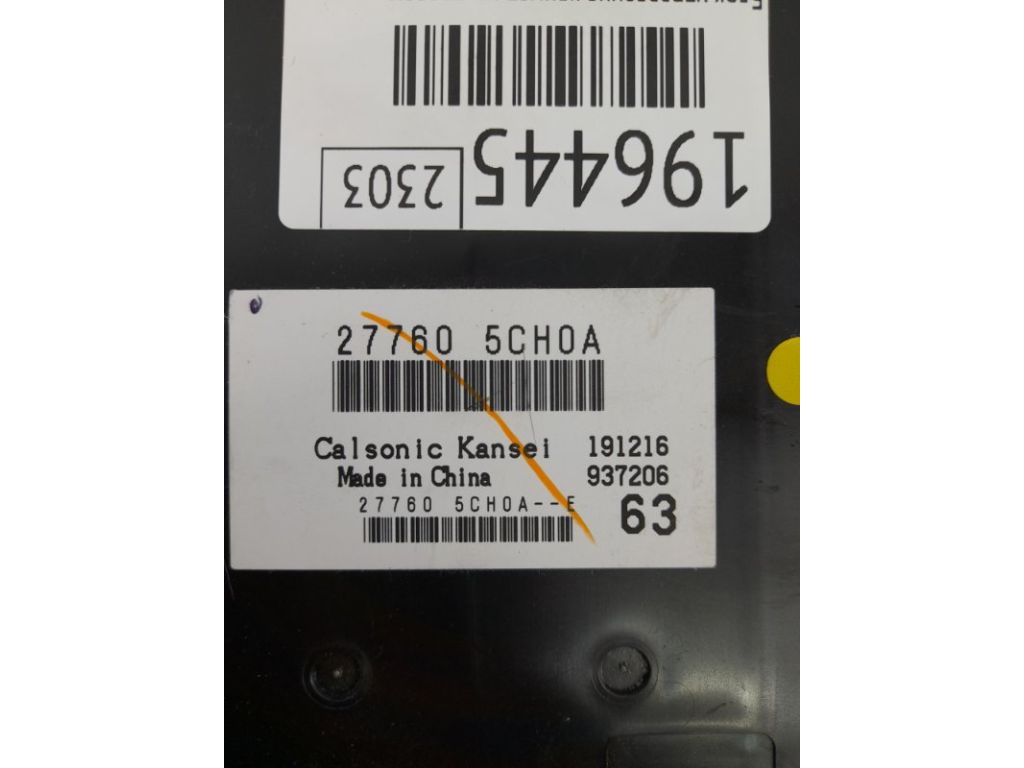 196445
2303
27760 5CH0A
Calsonic Kansei 191216
Made in China 937206
27760 5CH0A--E
63